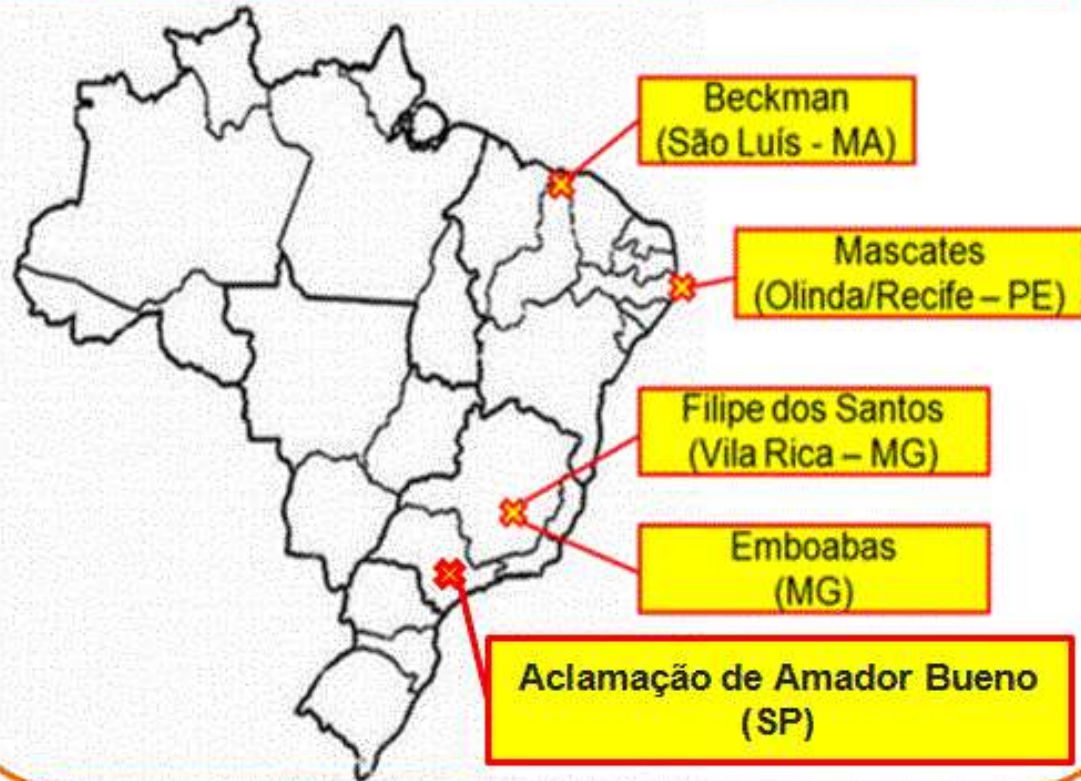 Beckman
(São Luís - MA)
Mascates
(Olinda/Recife – PE)
Filipe dos Santos
(Vila Rica – MG)
Emboabas
(MG)
Aclamação de Amador Bueno
(SP)